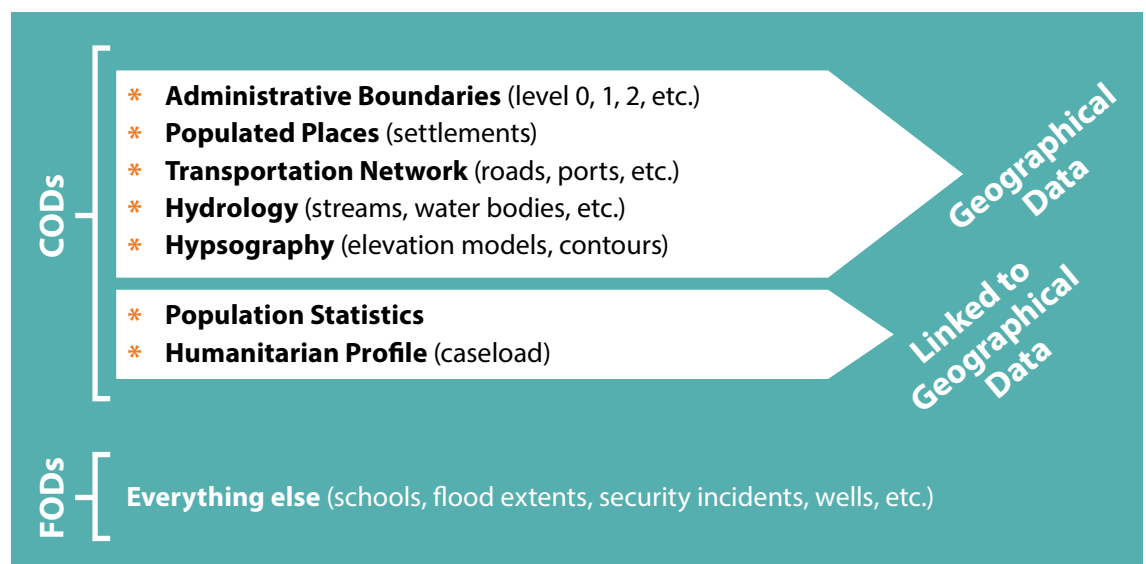 CODs
* Administrative Boundaries (level 0, 1, 2, etc.)
* Populated Places (settlements)
* Transportation Network (roads, ports, etc.)
* Hydrology (streams, water bodies, etc.)
* Hypsography (elevation models, contours)
Geographical
Data
* Population Statistics
* Humanitarian Profile (caseload)
Linked to
Geographical
Data
FODs
Everything else (schools, flood extents, security incidents, wells, etc.)